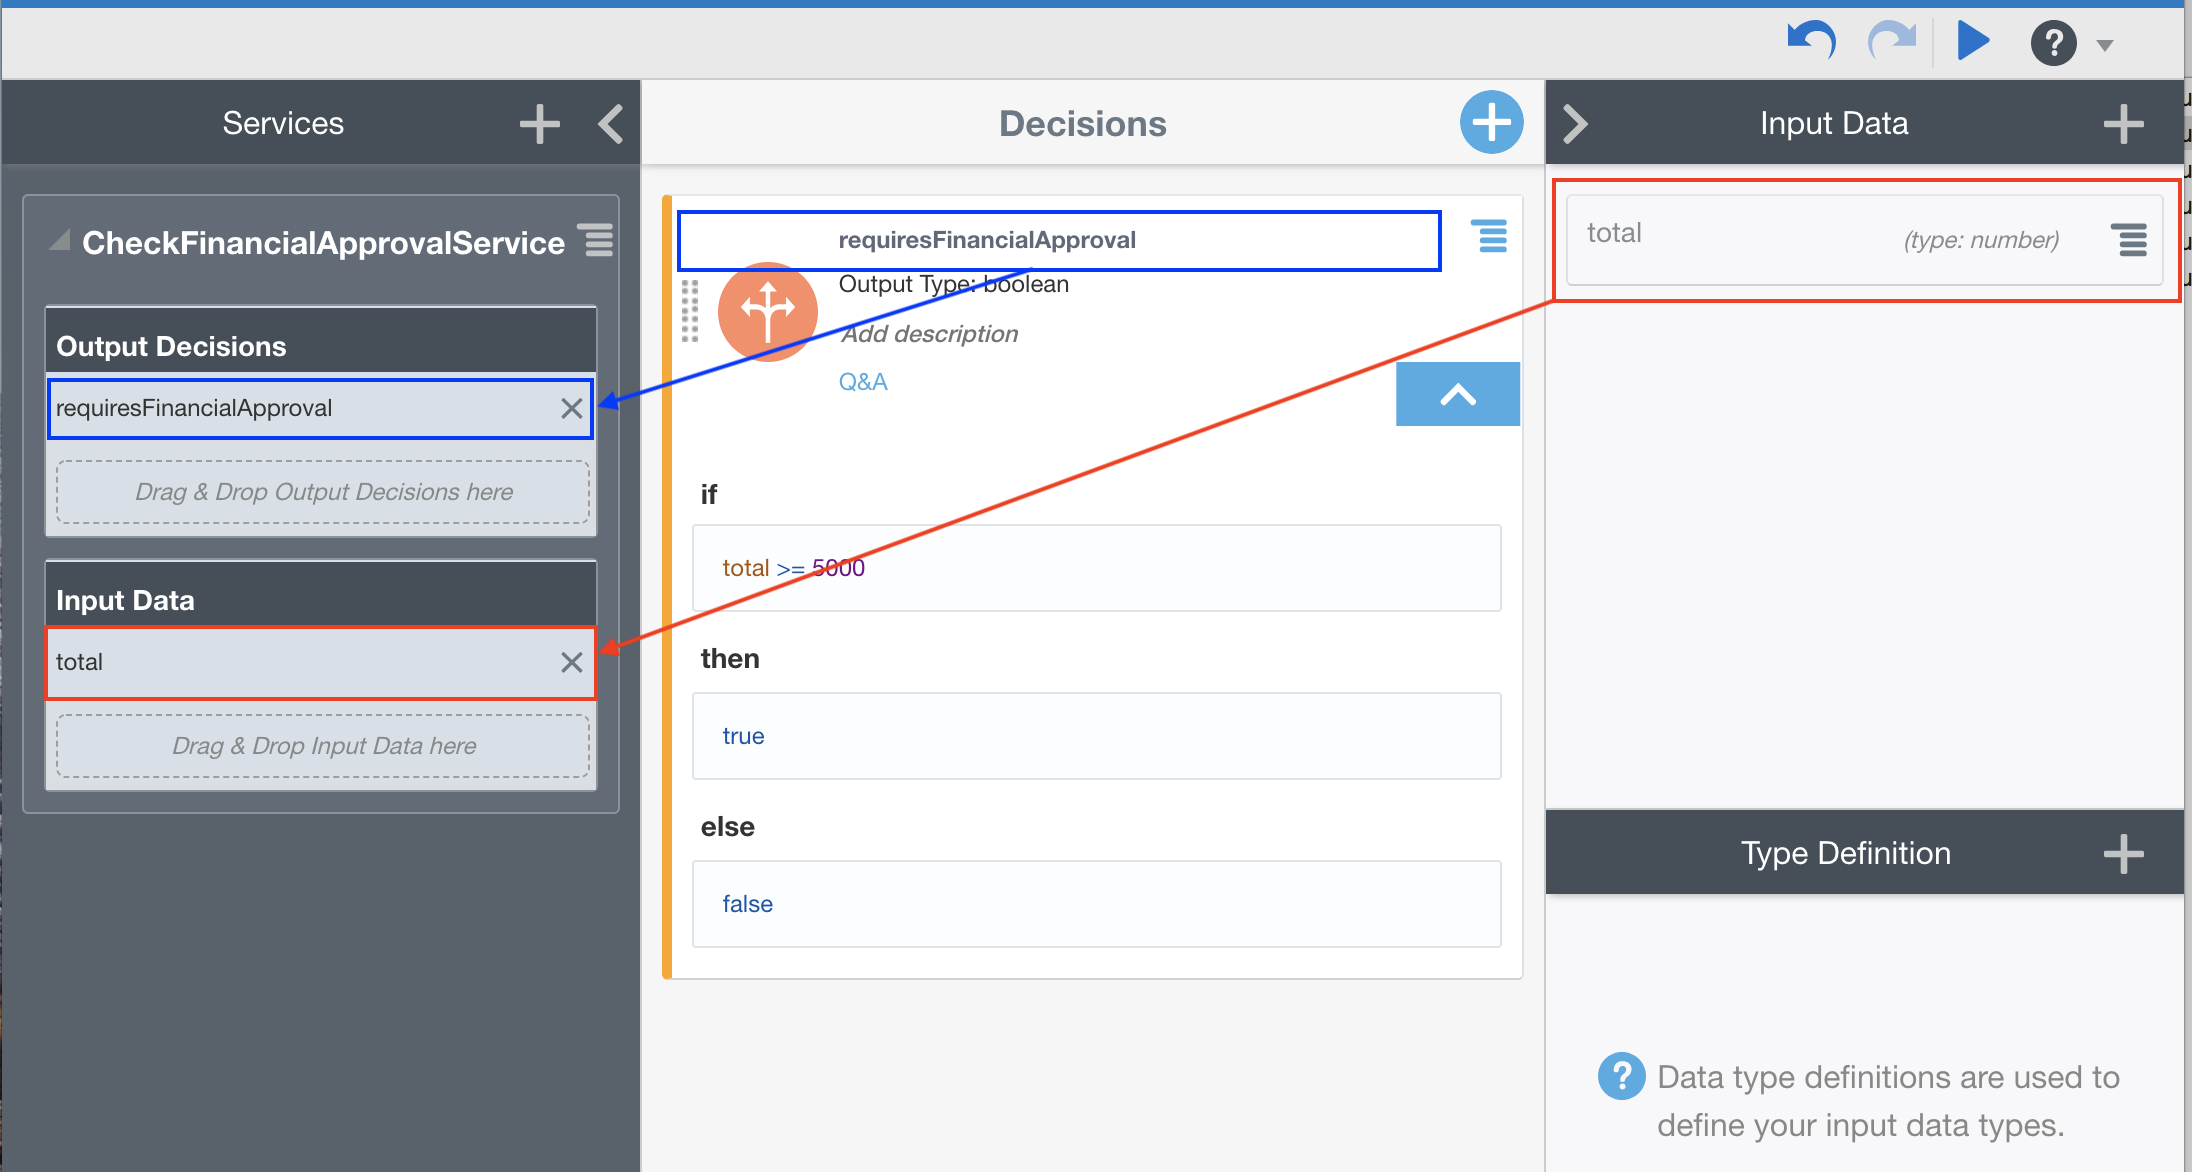 Services
Decisions
Input Data
CheckFinancialApprovalService
Output Decisions
requiresFinancialApproval
Drag & Drop Output Decisions here
Input Data
total
Drag & Drop Input Data here
requiresFinancialApproval
Output Type: boolean
Add description
Q&A
if
total >= 5000
then
true
else
false
total
(type: number)
Type Definition
Data type definitions are used to
define your input data types.